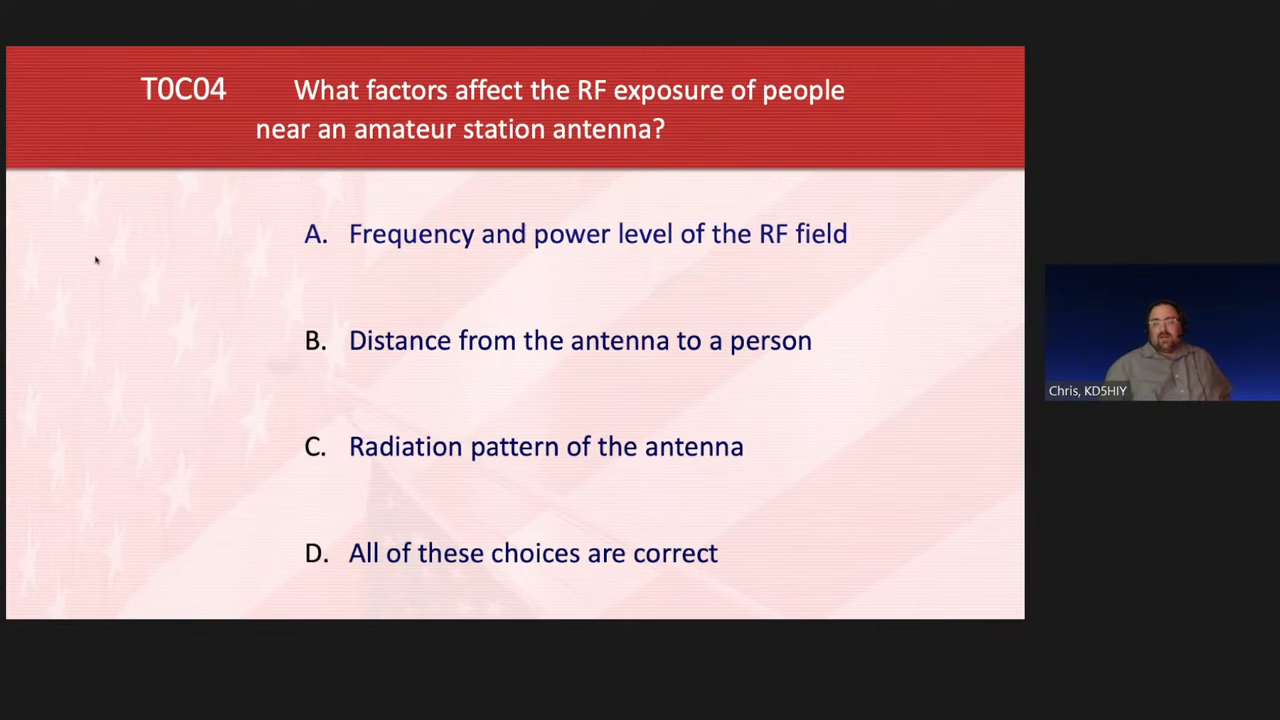 T0C04 What factors affect the RF exposure of people
near an amateur station antenna?
A. Frequency and power level of the RF field
B. Distance from the antenna to a person
C. Radiation pattern of the antenna
D. All of these choices are correct
Chris, KD5HIY